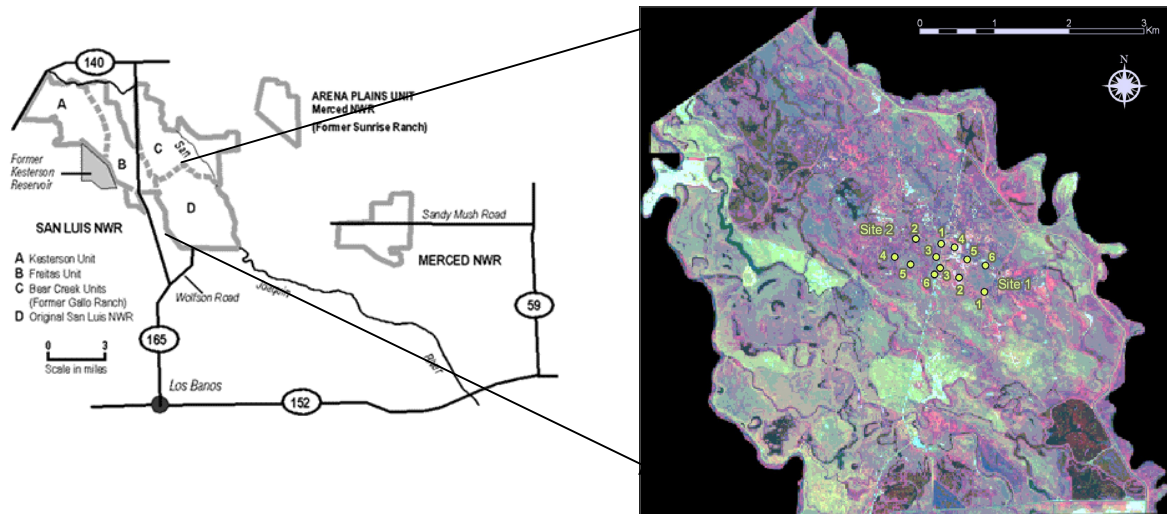 140
A
ARENA PLAINS UNIT
Merced NWR
(Former Sunrise Ranch)
C
San
Former
Kesterson
Reservoir
B
D
SAN LUIS NWR
Sandy Mush Road
MERCED NWR
A Kesterson Unit
B Freitas Unit
C Bear Creek Units
(Former Gallo Ranch)
D Original San Luis NWR
Wolfson Road
Joaquin
River
59
0 3
Scale in miles
165
Los Banos
152
0 1 2 3
Km
N
Site 2
2
1
4
4
3
5
5
6
3
6
2
Site 1
1